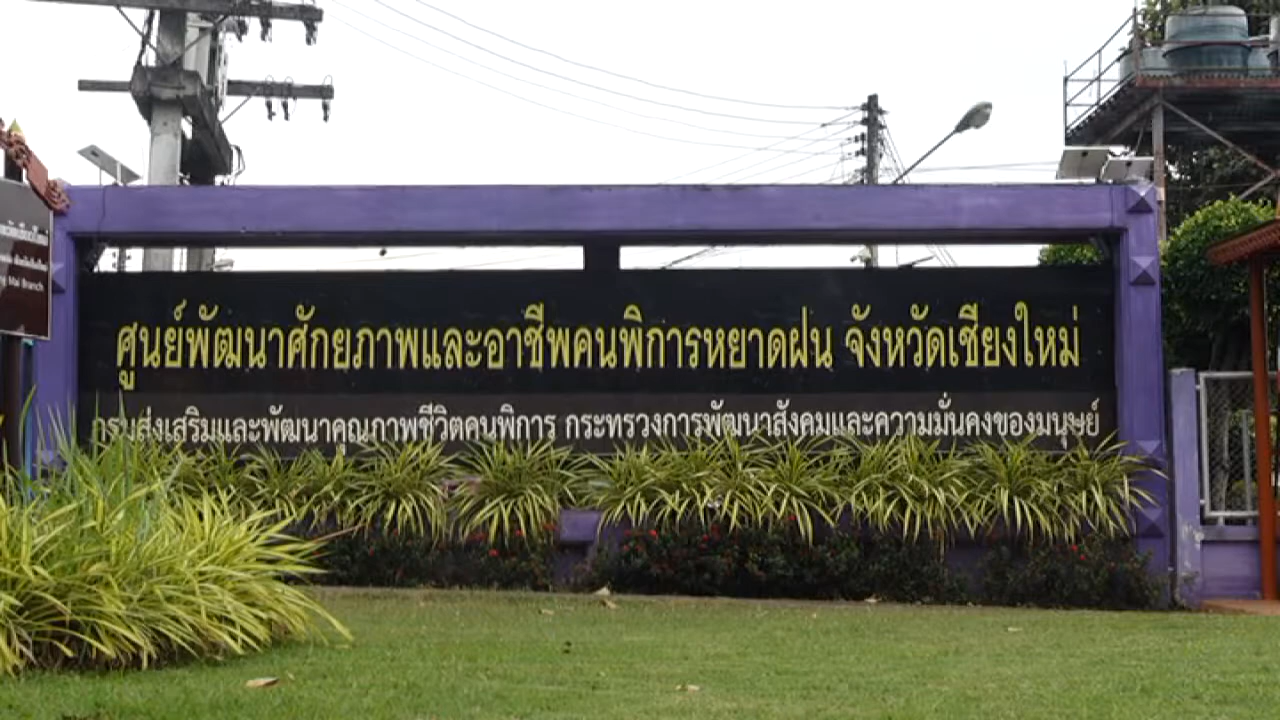 ศูนย์พัฒนาศักยภาพและอาชีพคนพิการหยาดฝน จังหวัดเชียงใหม่
กรมส่งเสริมและพัฒนาคุณภาพชีวิตคนพิการ กระทรวงการพัฒนาสังคมและความมั่นคงของมนุษย์
Mai Branch